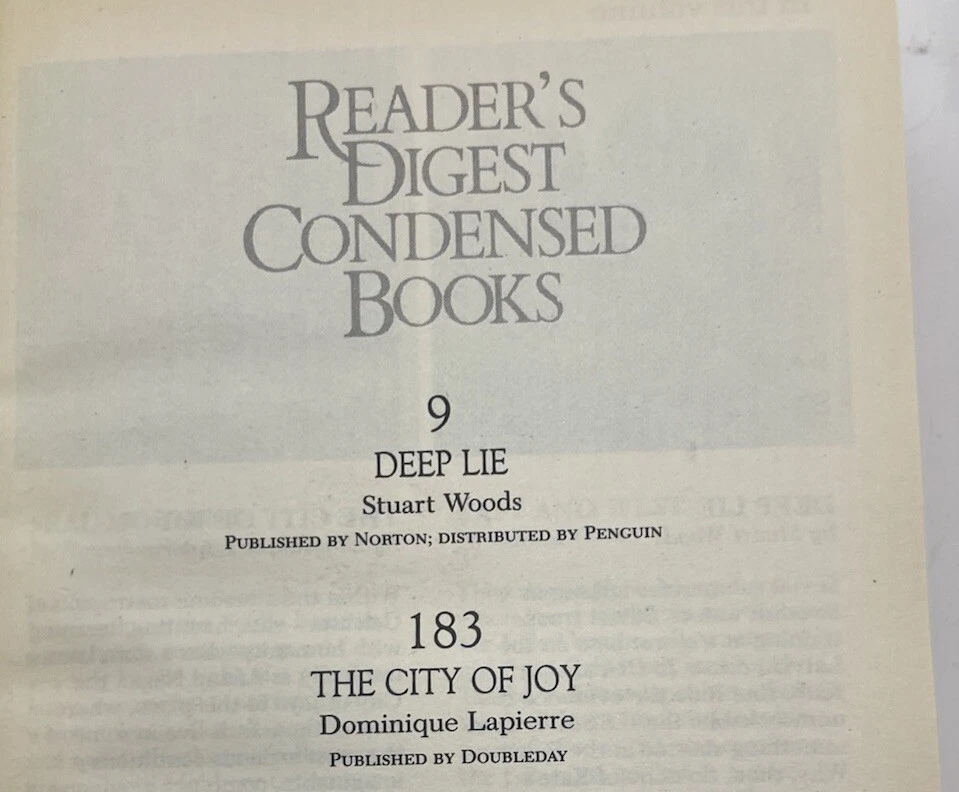 READER'S
DIGEST
CONDENSED
BOOKS
9
DEEP LIE
Stuart Woods
PUBLISHED BY NORTON; DISTRIBUTED BY PENGUIN
183
THE CITY OF JOY
Dominique Lapierre
PUBLISHED BY DOUBLEDAY